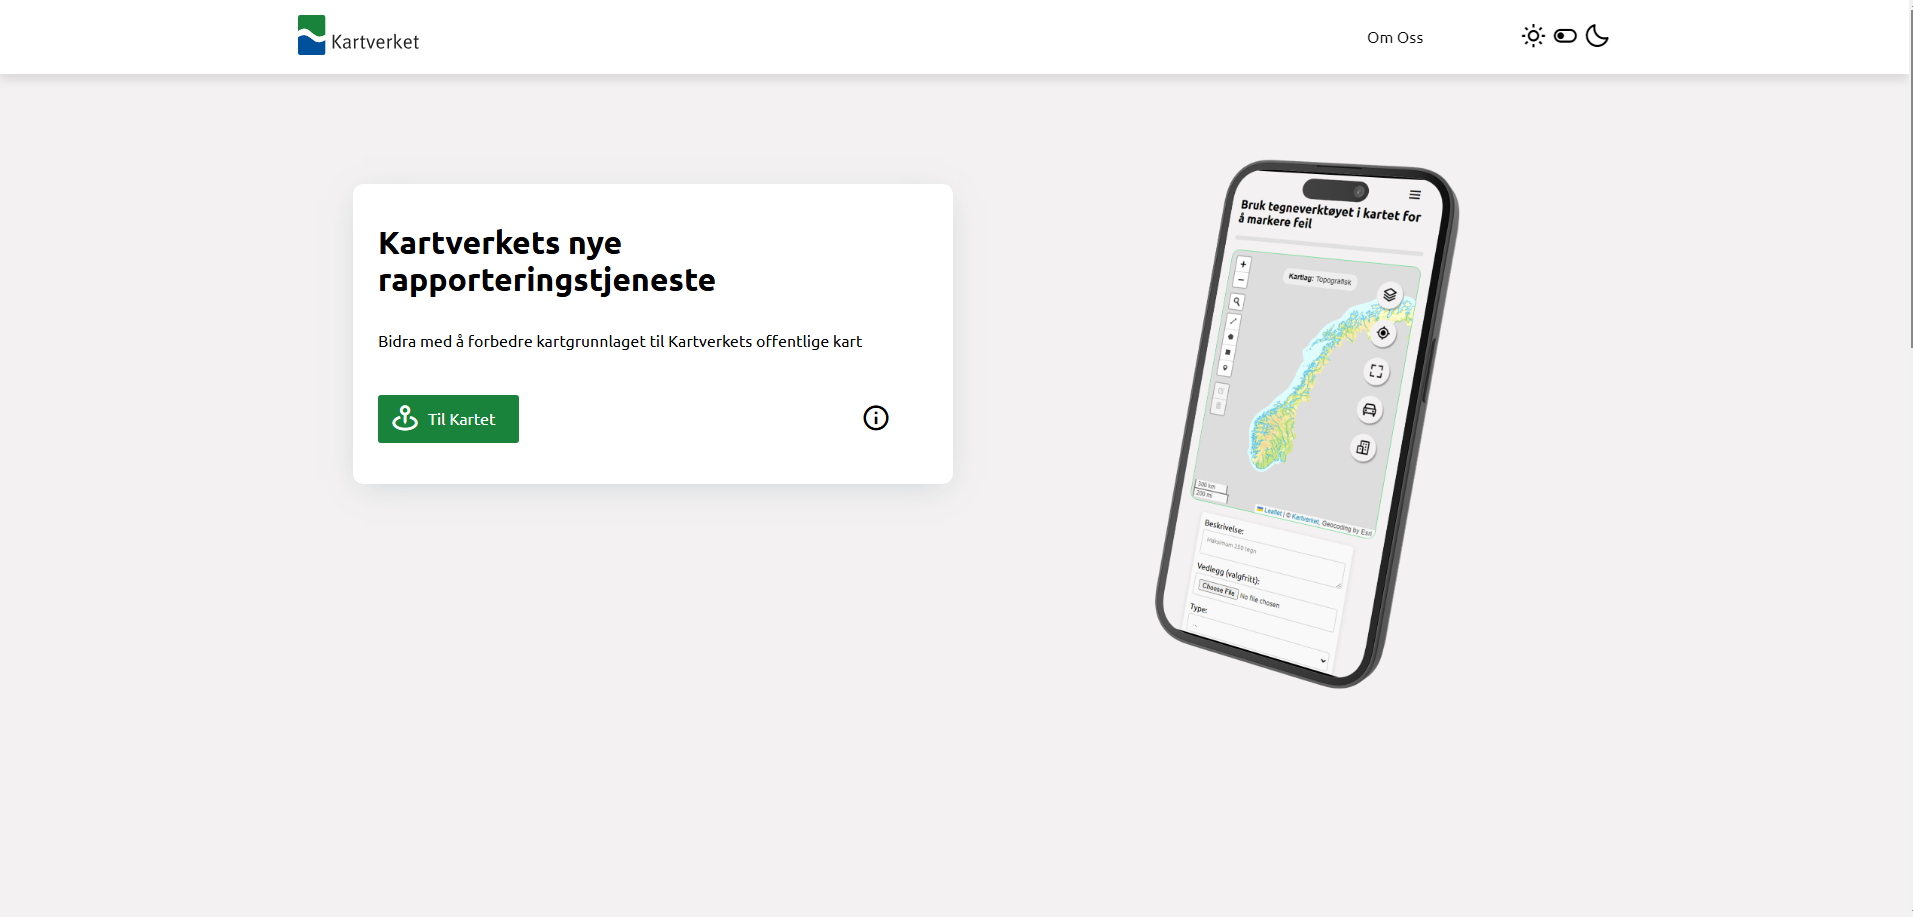 Kartverket
Om Oss
Kartverkets nye
rapporteringstjeneste
Bidra med å forbedre kartgrunnlaget til Kartverkets offentlige kart
Til Kartet
Bruk tegneverktøyet i kartet for
å markere feil
+
Kartlag: Topografisk
−
300 km
200 mi
Leaflet | © Kartverket, Geocoding by Esri
Beskrivelse:
Maksimum 250 tegn
Vedlegg (valgfritt):
Choose File No file chosen
Type: